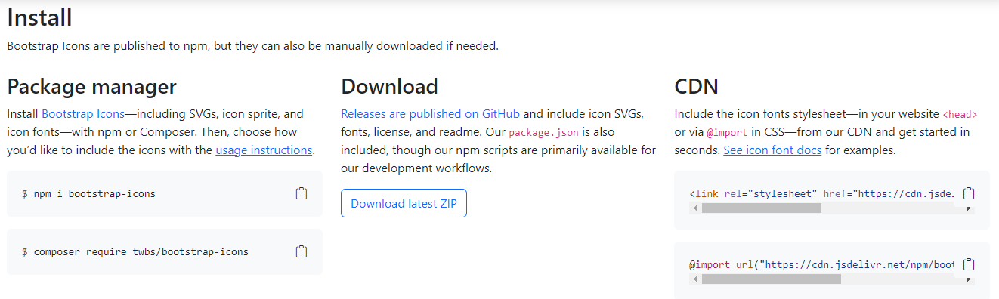 Install
Bootstrap Icons are published to npm, but they can also be manually downloaded if needed.
Package manager
Install Bootstrap Icons—including SVGs, icon sprite, and
icon fonts—with npm or Composer. Then, choose how
you’d like to include the icons with the usage instructions.
$ npm i bootstrap-icons
$ composer require twbs/bootstrap-icons
Download
Releases are published on GitHub and include icon SVGs,
fonts, license, and readme. Our package.json is also
included, though our npm scripts are primarily available for
our development workflows.
Download latest ZIP
CDN
Include the icon fonts stylesheet—in your website <head>
or via @import in CSS—from our CDN and get started in
seconds. See icon font docs for examples.
<link rel="stylesheet" href="https://cdn.jsdel
@import url("https://cdn.jsdelivr.net/npm/boot